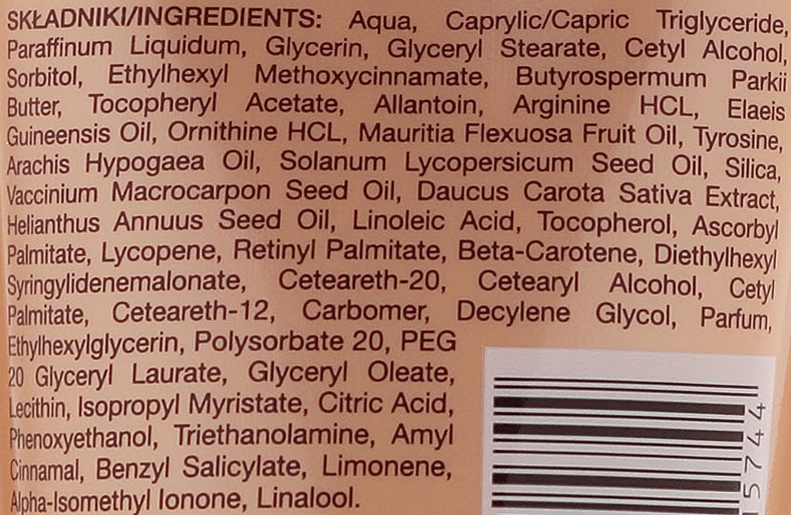 SKŁADNIKI/INGREDIENTS: Aqua, Caprylic/Capric Triglyceride,
Paraffinum Liquidum, Glycerin, Glyceryl Stearate, Cetyl Alcohol,
Sorbitol, Ethylhexyl Methoxycinnamate, Butyrospermum Parkii
Butter, Tocopheryl Acetate, Allantoin, Arginine HCL, Elaeis
Guineensis Oil, Ornithine HCL, Mauritia Flexuosa Fruit Oil, Tyrosine,
Arachis Hypogaea Oil, Solanum Lycopersicum Seed Oil, Silica,
Vaccinium Macrocarpon Seed Oil, Daucus Carota Sativa Extract,
Helianthus Annuus Seed Oil, Linoleic Acid, Tocopherol, Ascorbyl
Palmitate, Lycopene, Retinyl Palmitate, Beta-Carotene, Diethylhexyl
Syringylidenemalonate, Ceteareth-20, Cetearyl Alcohol, Cetyl
Palmitate, Ceteareth-12, Carbomer, Decylene Glycol, Parfum,
Ethylhexylglycerin, Polysorbate 20, PEG
20 Glyceryl Laurate, Glyceryl Oleate,
Lecithin, Isopropyl Myristate, Citric Acid,
Phenoxyethanol, Triethanolamine, Amyl
Cinnamal, Benzyl Salicylate, Limonene,
Alpha-Isomethyl Ionone, Linalool.
15744